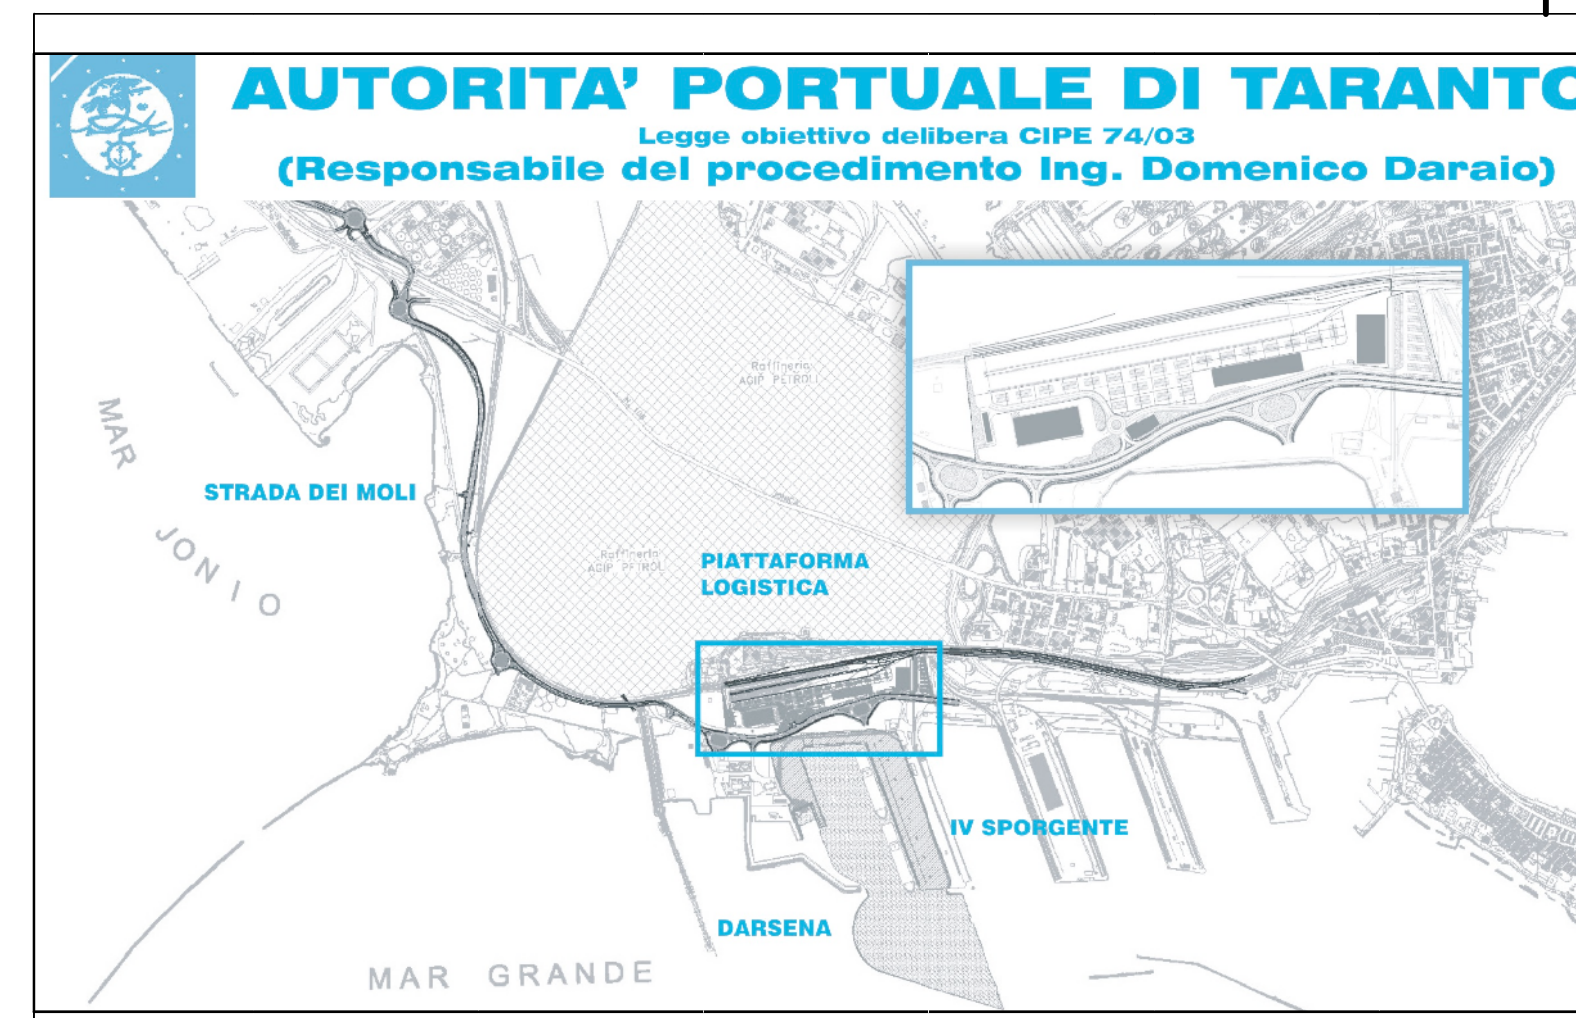 AUTORITA' PORTUALE DI TARANTO
Legge obiettivo delibera CIPE 74/03
(Responsabile del procedimento Ing. Domenico Daraio)
Raffineria
AGIP PETROLI
MAR
JONIO
STRADA DEI MOLI
Raffineria
AGIP PETROLI
PIATTAFORMA
LOGISTICA
IV SPORGENTE
DARSENA
MAR GRANDE